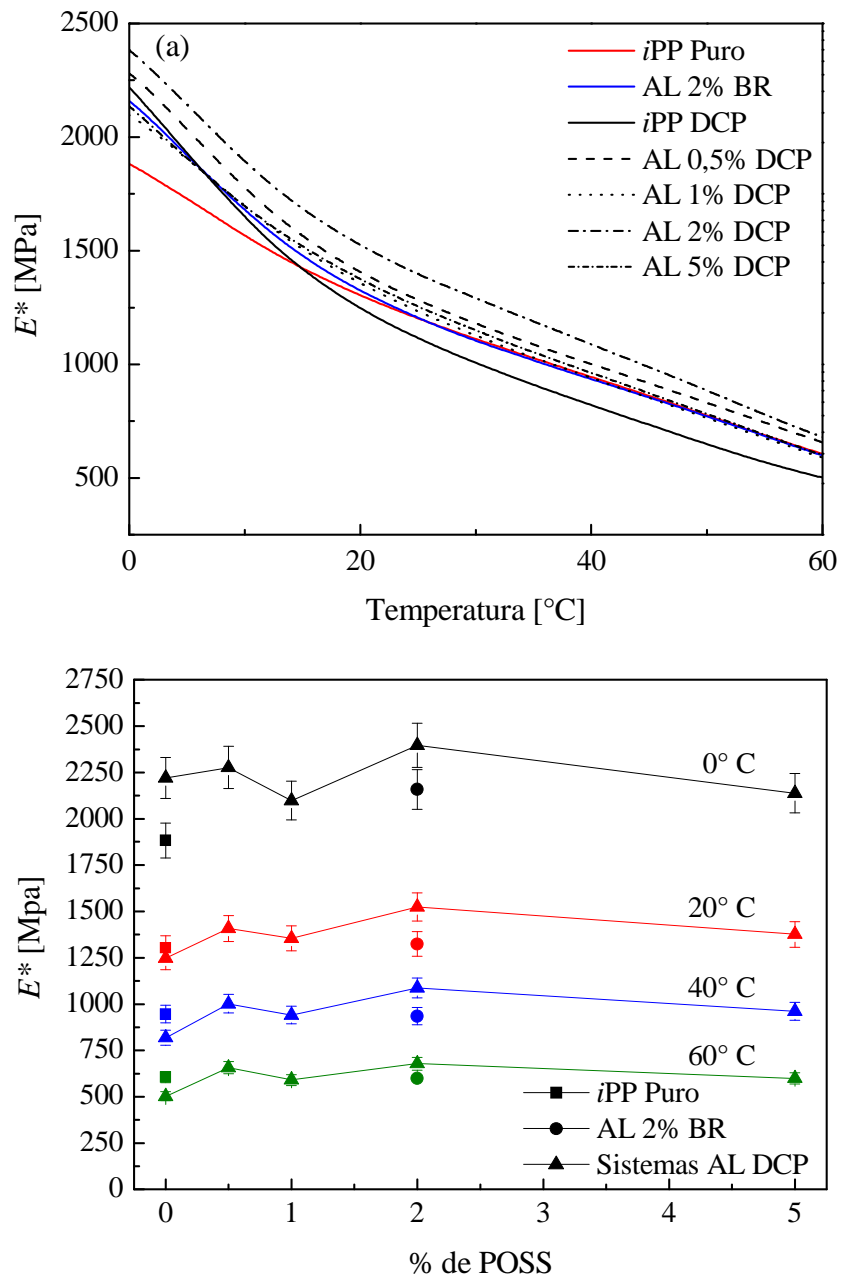 (a)
2500
2000
1500
1000
500
E* [MPa]
iPP Puro
AL 2% BR
iPP DCP
AL 0,5% DCP
AL 1% DCP
AL 2% DCP
AL 5% DCP
0 20 40 60
Temperatura [°C]
2750
2500
2250
2000
1750
1500
1250
1000
750
500
250
0
E* [Mpa]
0° C
20° C
40° C
60° C
iPP Puro
AL 2% BR
Sistemas AL DCP
0 1 2 3 4 5
% de POSS